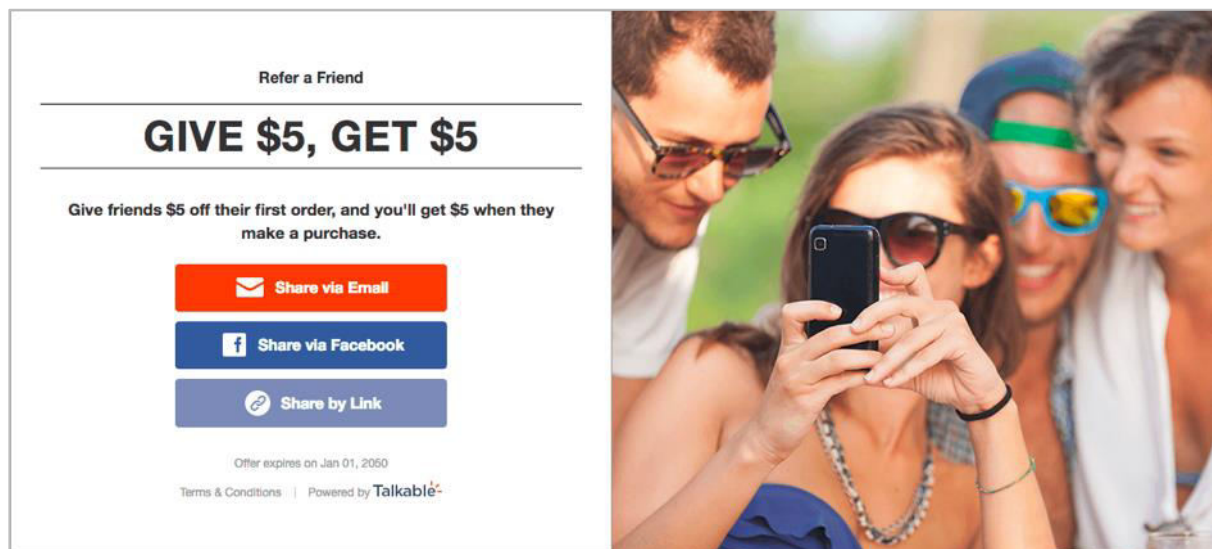 Refer a Friend
GIVE $5, GET $5
Give friends $5 off their first order, and you'll get $5 when they
make a purchase.
Share via Email
Share via Facebook
Share by Link
Offer expires on Jan 01, 2050
Terms & Conditions | Powered by Talkable